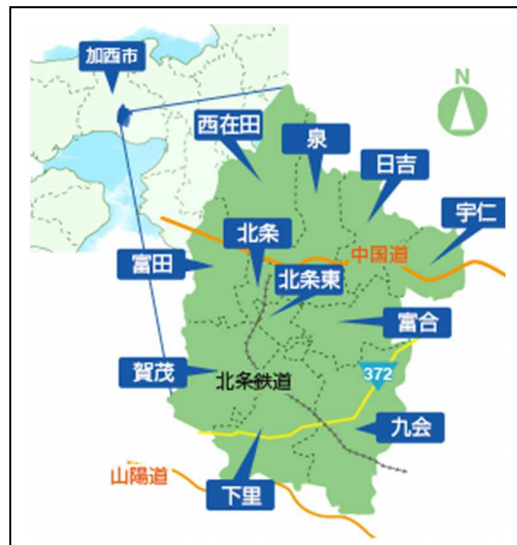 加西市
N
西在田
泉
日吉
宇仁
北条
中国道
富田
北条東
富合
賀茂
北条鉄道
372
九会
山陽道
下里